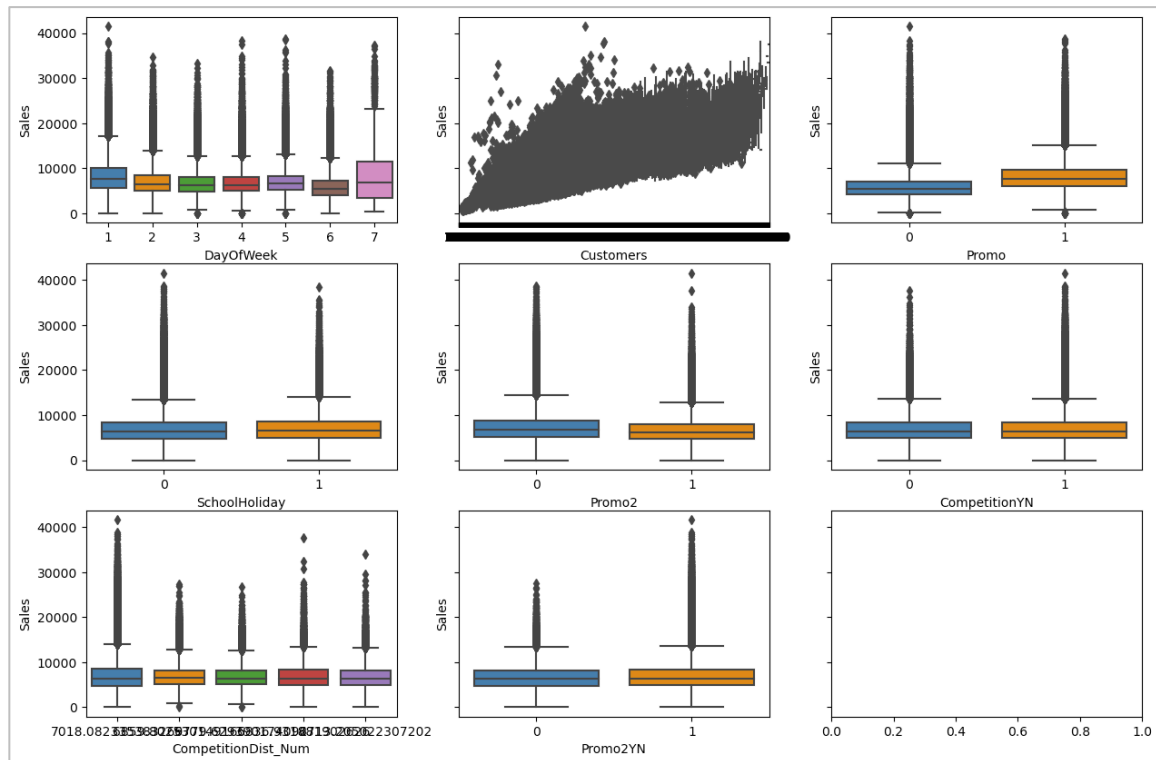 Sales
40000
30000
20000
10000
0
1 2 3 4 5 6 7
DayOfWeek
Sales
Customers
Sales
0 1
Promo
Sales
40000
30000
20000
10000
0
0 1
SchoolHoliday
Sales
0 1
Promo2
Sales
0 1
CompetitionYN
Sales
40000
30000
20000
10000
0
CompetitionDist_Num
Sales
0 1
Promo2YN
0.0 0.2 0.4 0.6 0.8 1.0